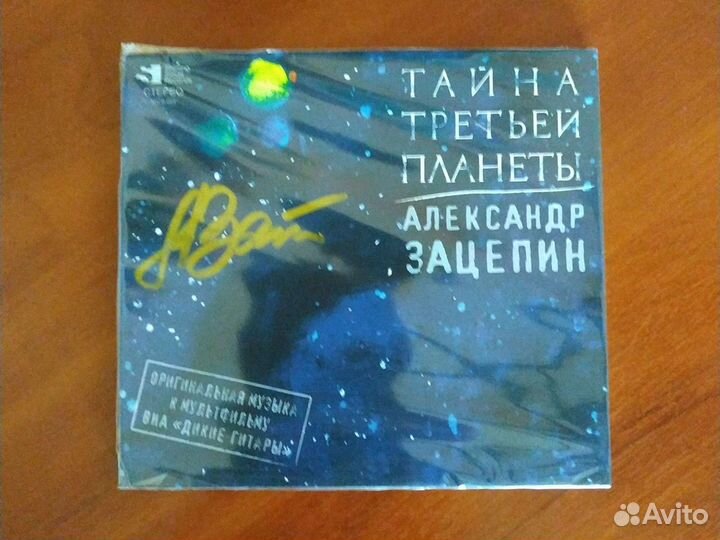 СТЕРЕО
ТАЙНА
ТРЕТЬЕЙ
ПЛАНЕТЫ
АЛЕКСАНДР
ЗАЦЕПИН
ОРИГИНАЛЬНАЯ МУЗЫКА
К МУЛЬТФИЛЬМУ
ВИА «ДИКИЕ ГИТАРЫ»
Avito